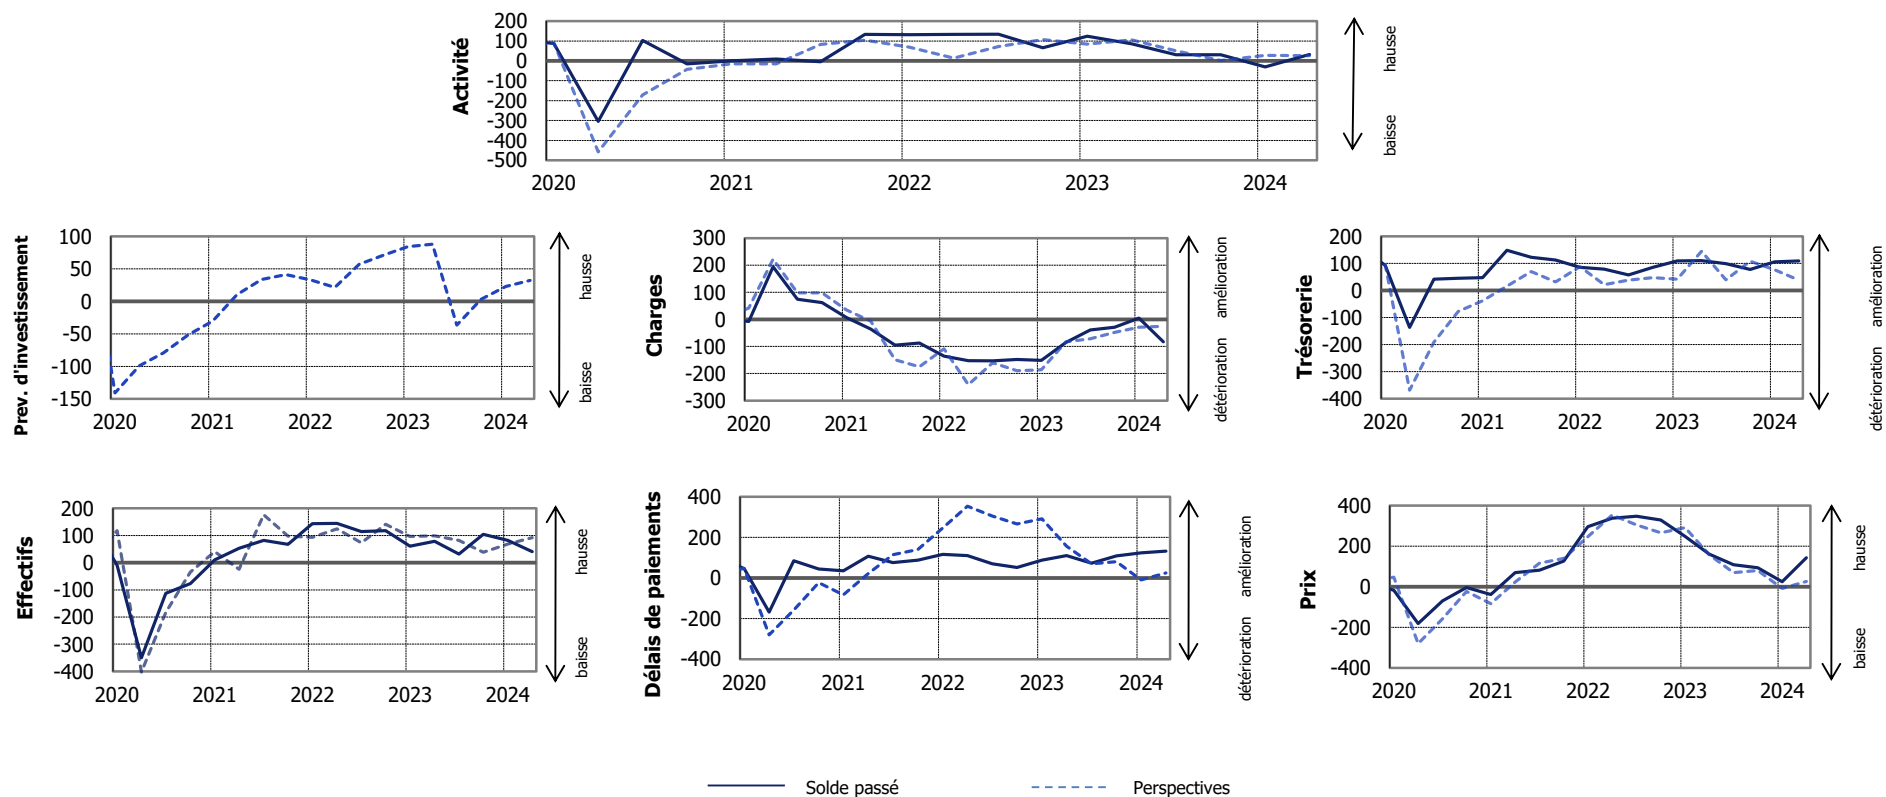 Activité
200
100
0
-100
-200
-300
-400
-500
2020 2021 2022 2023 2024
hausse
baisse
Prev. d'investissement
100
50
0
-50
-100
-150
2020 2021 2022 2023 2024
hausse
baisse
Charges
300
200
100
0
-100
-200
-300
2020 2021 2022 2023 2024
amélioration
détérioration
Trésorerie
200
100
0
-100
-200
-300
-400
2020 2021 2022 2023 2024
amélioration
détérioration
Effectifs
200
100
0
-100
-200
-300
-400
2020 2021 2022 2023 2024
hausse
baisse
Délais de paiements
400
200
0
-200
-400
2020 2021 2022 2023 2024
amélioration
détérioration
Prix
400
200
0
-200
-400
2020 2021 2022 2023 2024
hausse
baisse
Solde passé Perspectives